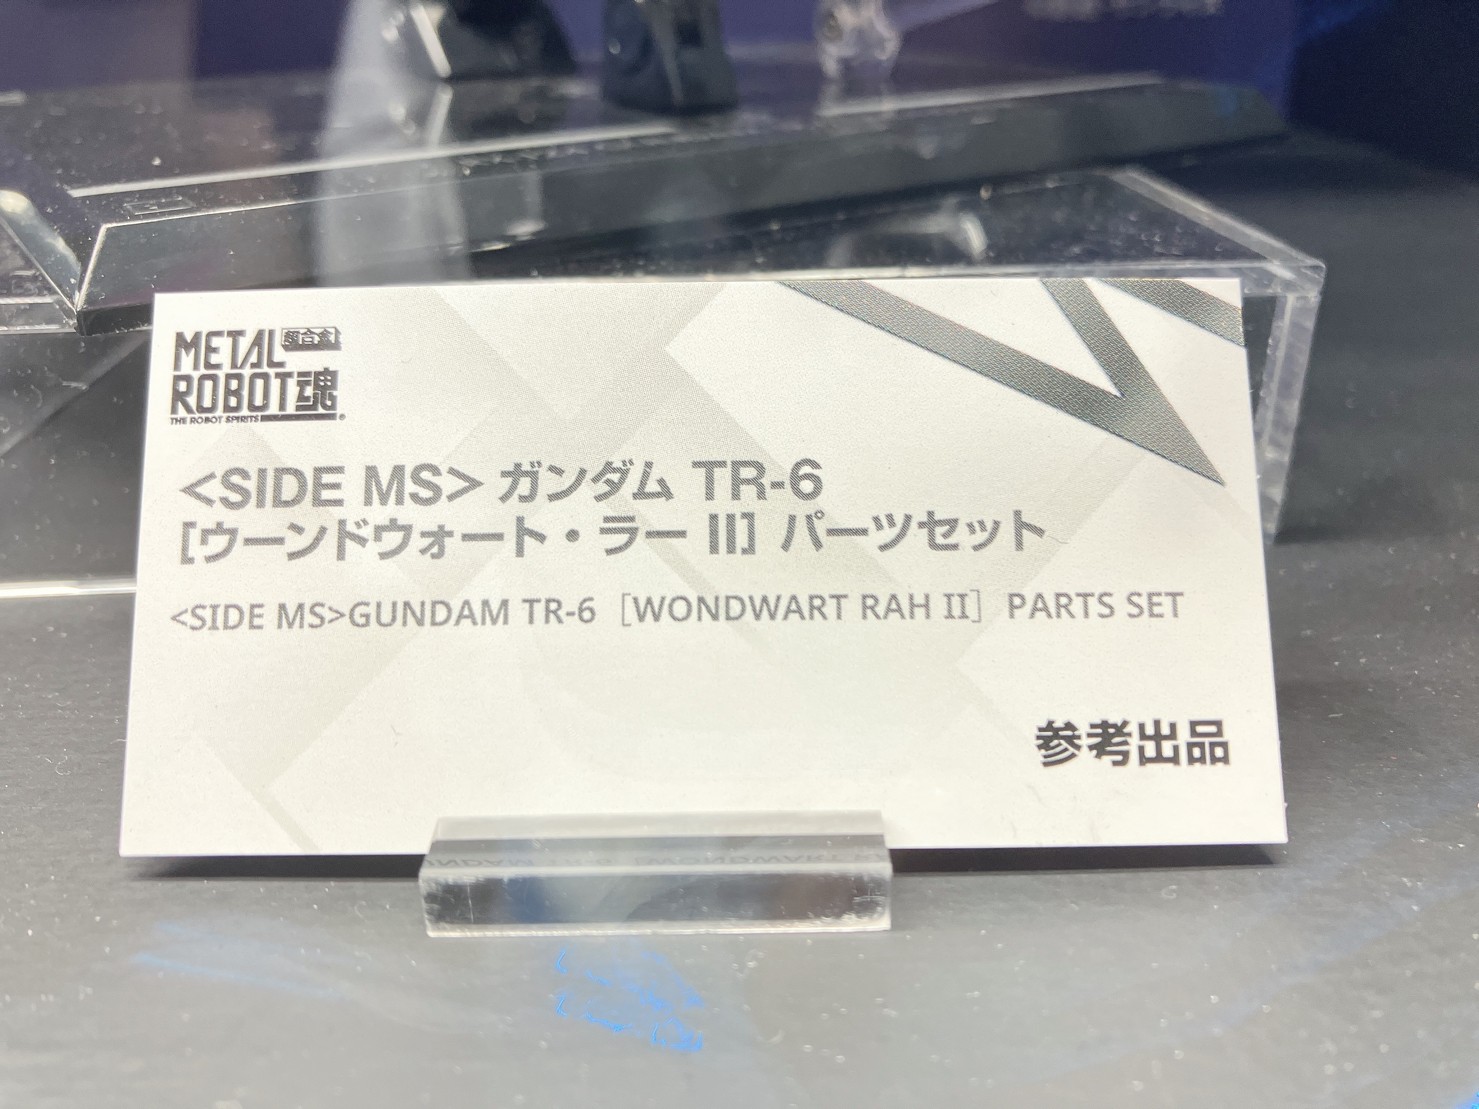 METAL 超合金
ROBOT魂
THE ROBOT SPIRITS
<SIDE MS> ガンダム TR-6
[ウーンドウォート・ラー II] パーツセット
<SIDE MS>GUNDAM TR-6 [WONDWART RAH II] PARTS SET
参考出品